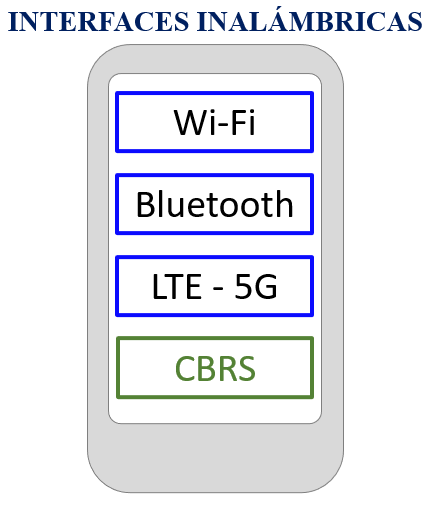 INTERFACES INALÁMBRICAS
Wi-Fi
Bluetooth
LTE - 5G
CBRS